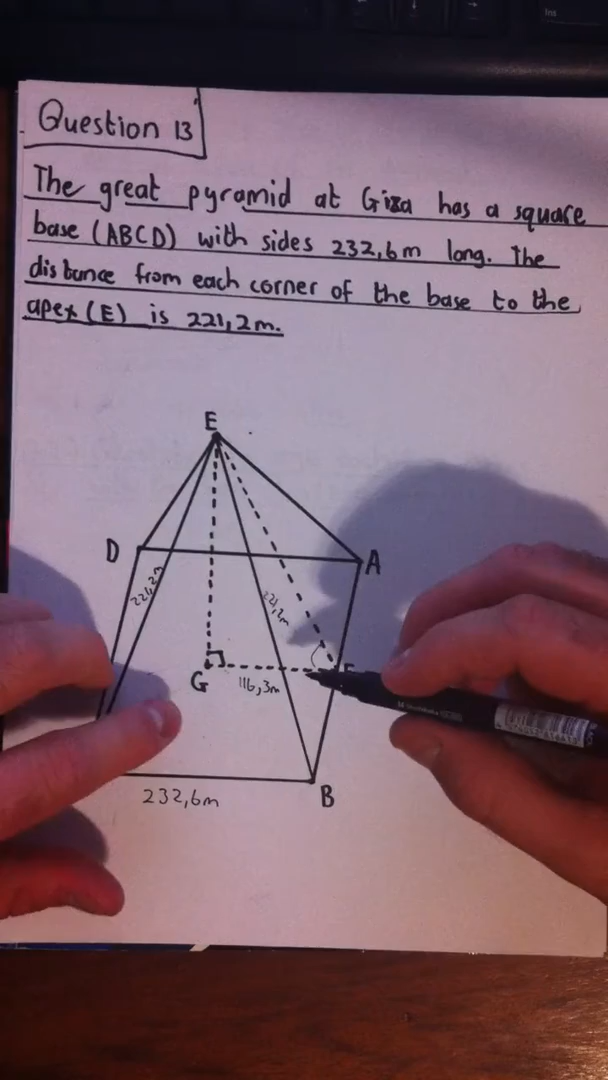 Ins
Question 13
The great pyramid at Giza has a square
base (ABCD) with sides 232,6m long. The
distance from each corner of the base to the
apex (E) is 221,2m.
E
D
A
221,2m
221,2m
G
116,3m
F
232,6m
B